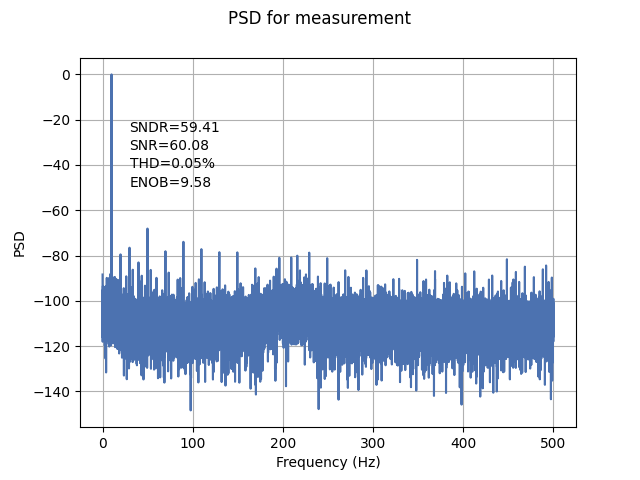 PSD for measurement
0
−20
−40
−60
−80
−100
−120
−140
PSD
SNDR=59.41
SNR=60.08
THD=0.05%
ENOB=9.58
0
100
200
300
400
500
Frequency (Hz)